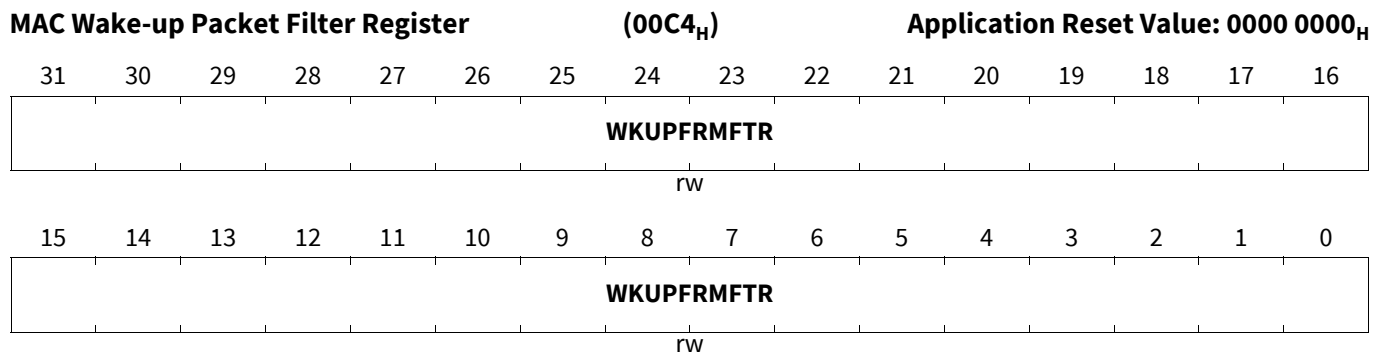 MAC Wake-up Packet Filter Register (00C4H) Application Reset Value: 0000 0000H
31 30 29 28 27 26 25 24 23 22 21 20 19 18 17 16
WKUPFRMFTR
rw
15 14 13 12 11 10 9 8 7 6 5 4 3 2 1 0
WKUPFRMFTR
rw